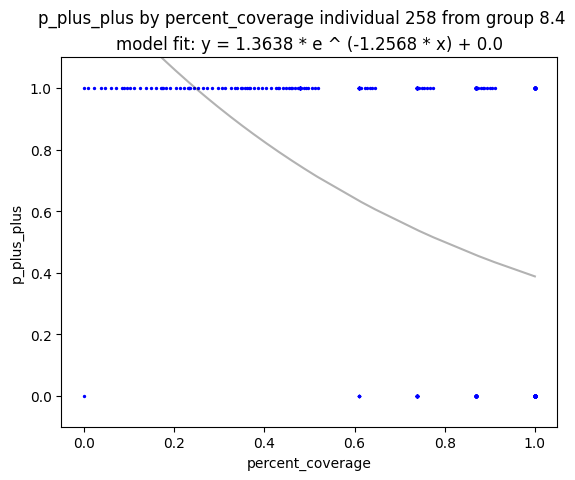 p_plus_plus by percent_coverage individual 258 from group 8.4
model fit: y = 1.3638 * e ^ (-1.2568 * x) + 0.0
1.0
0.8
0.6
0.4
0.2
0.0
p_plus_plus
0.0 0.2 0.4 0.6 0.8 1.0
percent_coverage